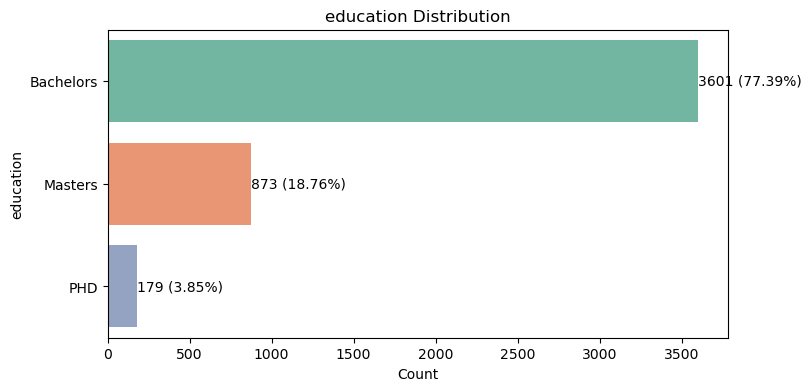 education Distribution
education
Bachelors
3601 (77.39%)
Masters
873 (18.76%)
PHD
179 (3.85%)
0 500 1000 1500 2000 2500 3000 3500
Count